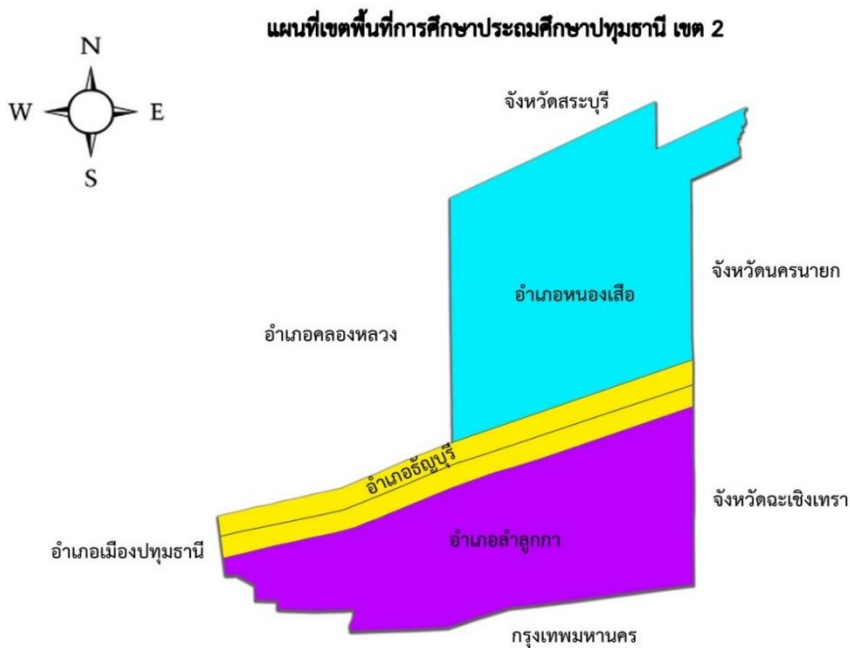 แผนที่เขตพื้นที่การศึกษาประถมศึกษาปทุมธานี เขต 2
N
W E
S
จังหวัดสระบุรี
จังหวัดนครนายก
อำเภอหนองเสือ
อำเภอคลองหลวง
อำเภอธัญบุรี
จังหวัดฉะเชิงเทรา
อำเภอลำลูกกา
อำเภอเมืองปทุมธานี
กรุงเทพมหานคร